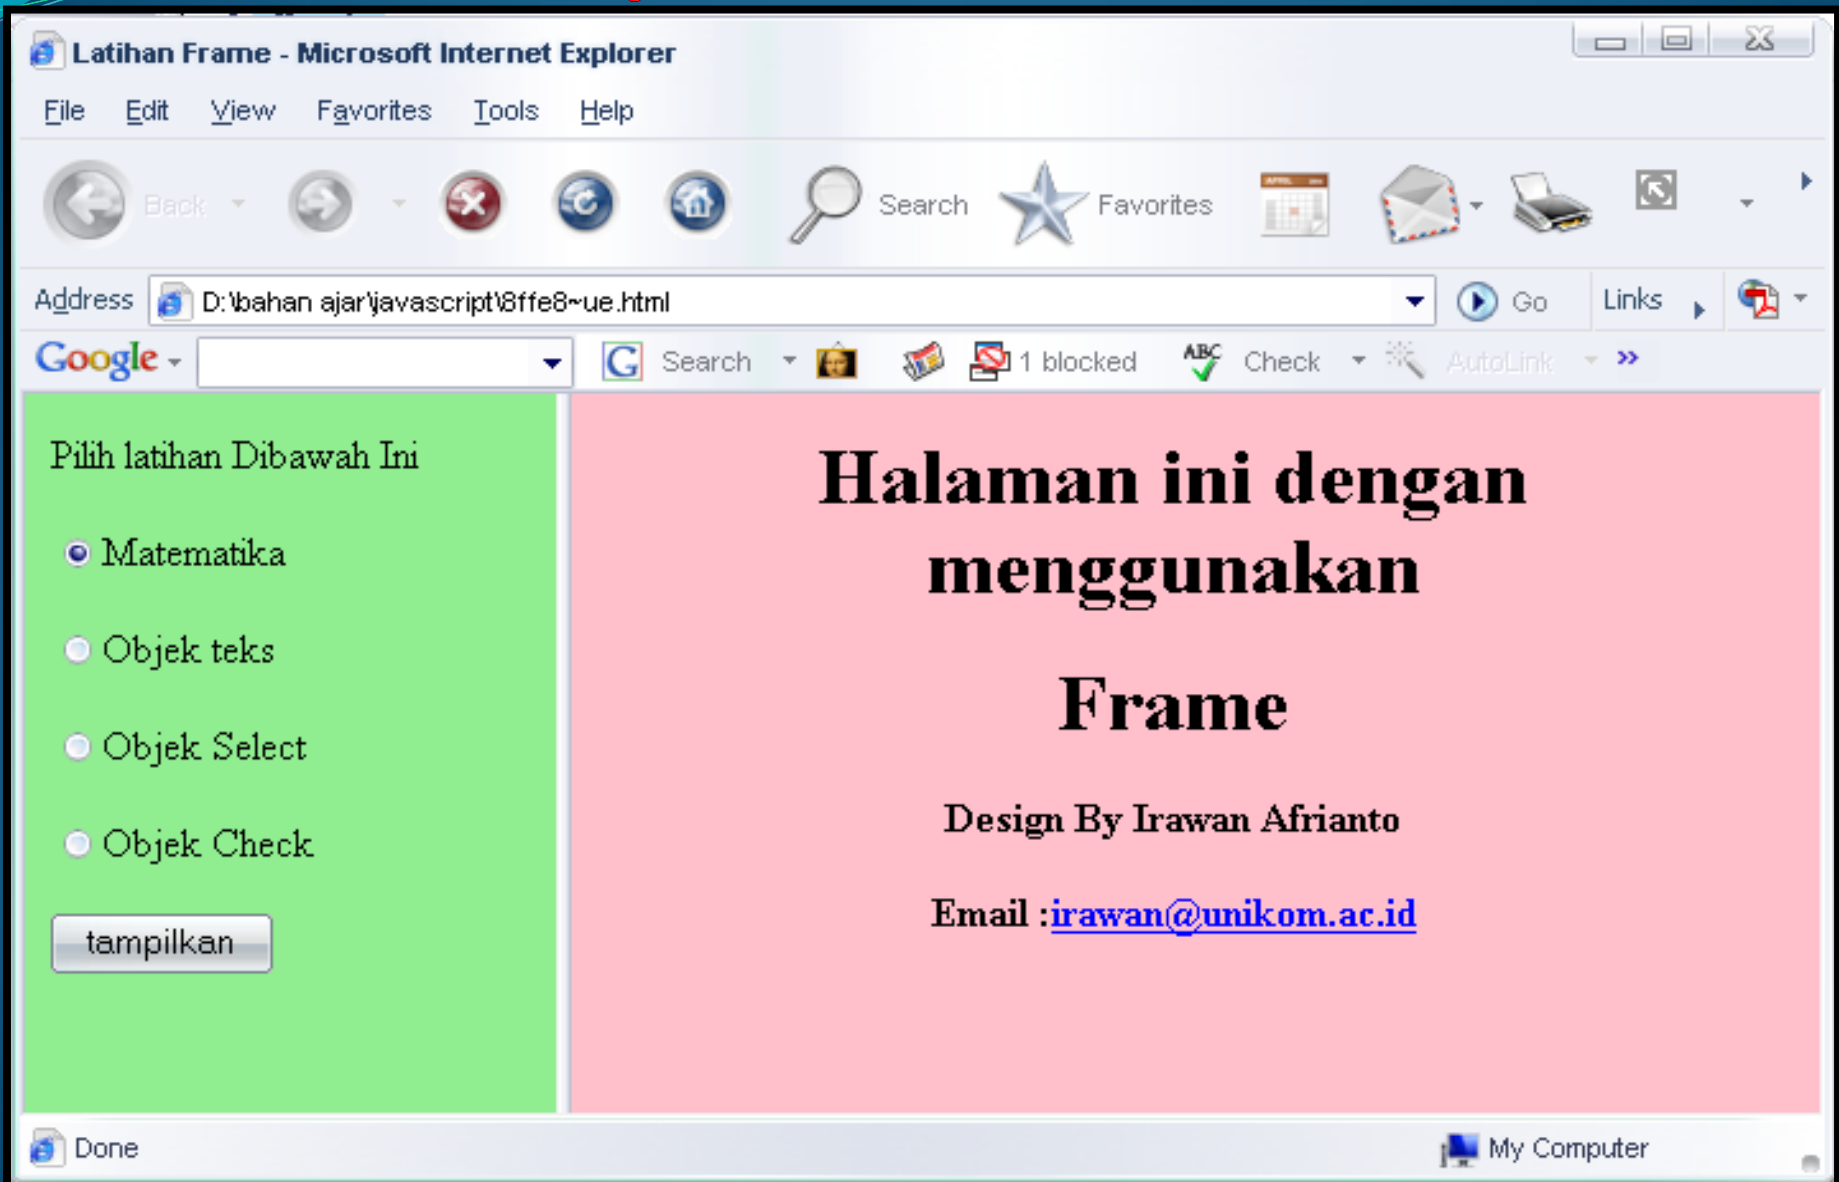 Latihan Frame - Microsoft Internet Explorer
File Edit View Favorites Tools Help
Back Search Favorites
Address D:\bahan ajar\javascript\8ffe8~ue.html Go Links
Google Search 1 blocked ABC Check AutoLink
Pilih latihan Dibawah Ini
Matematika
Objek teks
Objek Select
Objek Check
tampilkan
Halaman ini dengan
menggunakan
Frame
Design By Irawan Afrianto
Email :irawan@unikom.ac.id
Done My Computer